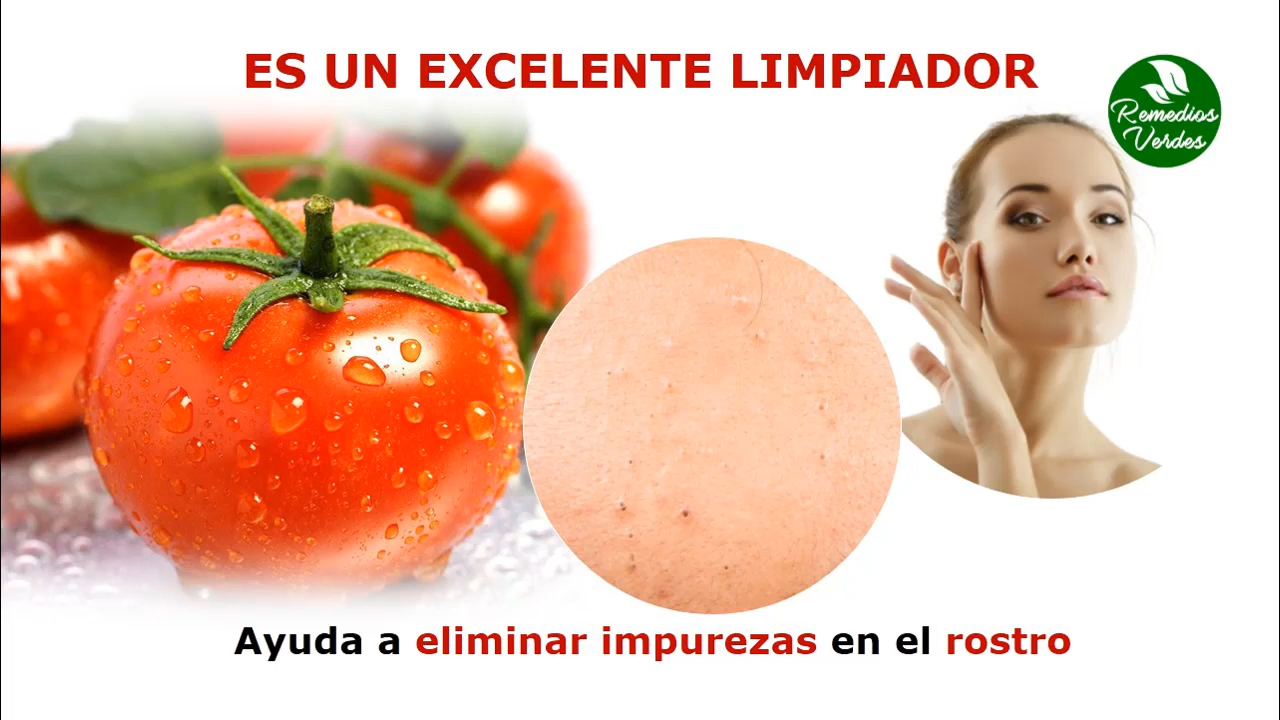 ES UN EXCELENTE LIMPIADOR
Remedios
Verdes
Ayuda a eliminar impurezas en el rostro